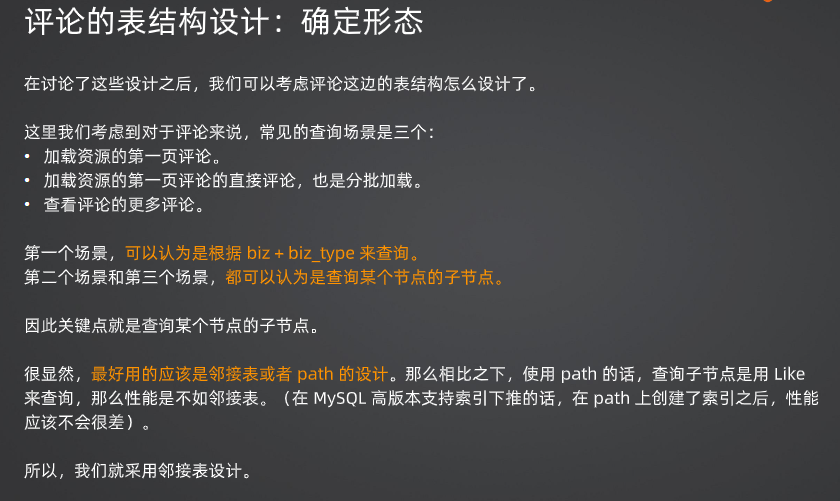 评论的表结构设计：确定形态
在讨论了这些设计之后，我们可以考虑评论这边的表结构怎么设计了。
这里我们考虑到对于评论来说，常见的查询场景是三个：
• 加载资源的第一页评论。
• 加载资源的第一页评论的直接评论，也是分批加载。
• 查看评论的更多评论。
第一个场景，可以认为是根据 biz + biz_type 来查询。
第二个场景和第三个场景，都可以认为是查询某个节点的子节点。
因此关键点就是查询某个节点的子节点。
很显然，最好用的应该是邻接表或者 path 的设计。那么相比之下，使用 path 的话，查询子节点是用 Like
来查询，那么性能是不如邻接表。（在 MySQL 高版本支持索引下推的话，在 path 上创建了索引之后，性能
应该不会很差）。
所以，我们就采用邻接表设计。